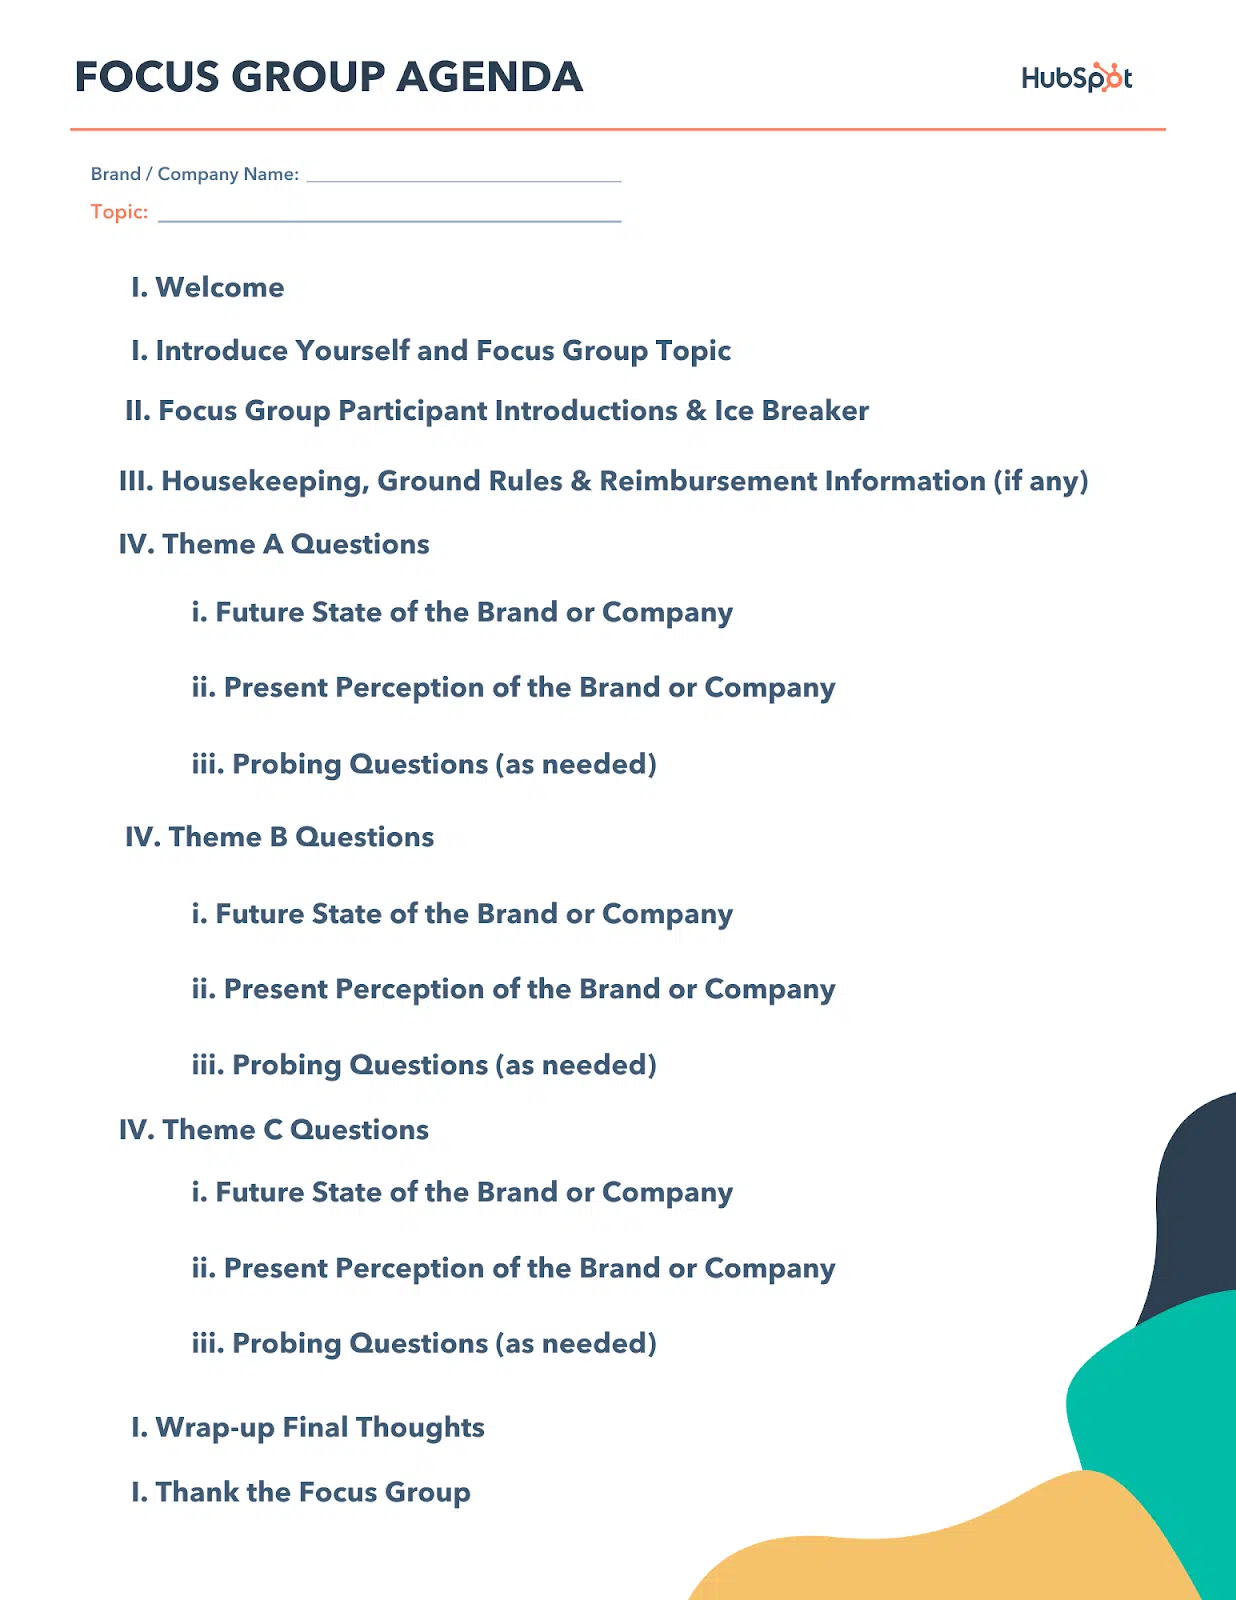 FOCUS GROUP AGENDA
HubSpot
Brand / Company Name:
Topic:
I. Welcome
I. Introduce Yourself and Focus Group Topic
II. Focus Group Participant Introductions & Ice Breaker
III. Housekeeping, Ground Rules & Reimbursement Information (if any)
IV. Theme A Questions
i. Future State of the Brand or Company
ii. Present Perception of the Brand or Company
iii. Probing Questions (as needed)
IV. Theme B Questions
i. Future State of the Brand or Company
ii. Present Perception of the Brand or Company
iii. Probing Questions (as needed)
IV. Theme C Questions
i. Future State of the Brand or Company
ii. Present Perception of the Brand or Company
iii. Probing Questions (as needed)
I. Wrap-up Final Thoughts
I. Thank the Focus Group